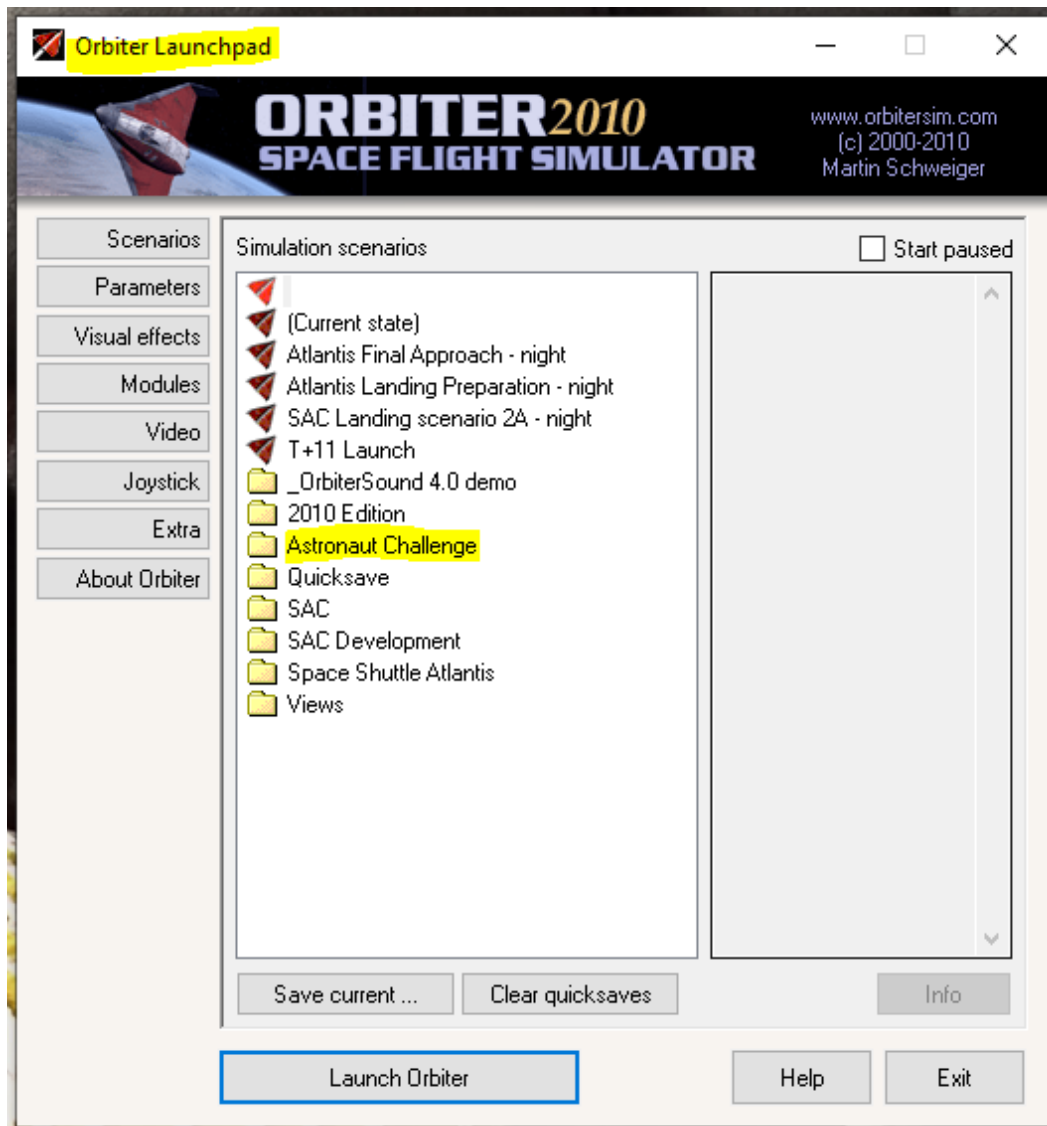 Orbiter Launchpad
ORBITER2010
SPACE FLIGHT SIMULATOR
www.orbitersim.com
(c) 2000-2010
Martin Schweiger
Scenarios
Parameters
Visual effects
Modules
Video
Joystick
Extra
About Orbiter
Simulation scenarios
Start paused
(Current state)
Atlantis Final Approach - night
Atlantis Landing Preparation - night
SAC Landing scenario 2A - night
T+11 Launch
_OrbiterSound 4.0 demo
2010 Edition
Astronaut Challenge
Quicksave
SAC
SAC Development
Space Shuttle Atlantis
Views
Save current ...
Clear quicksaves
Info
Launch Orbiter
Help
Exit